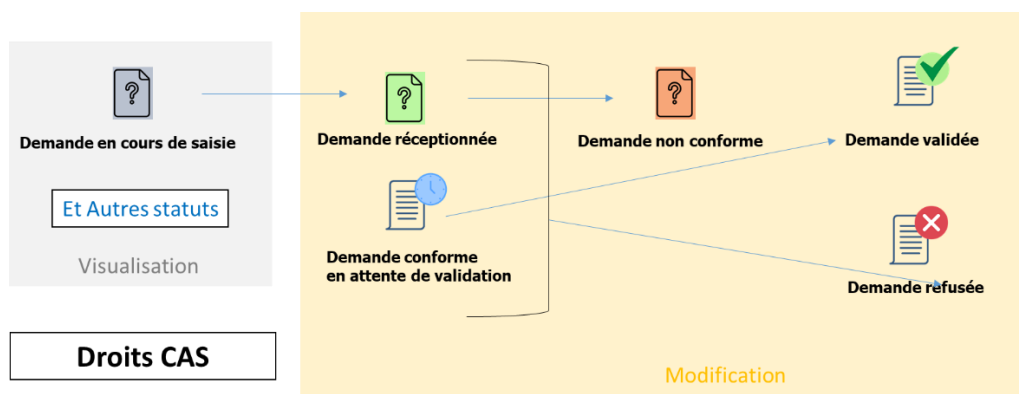 Demande en cours de saisie
Et Autres statuts
Visualisation
Droits CAS
?
?
?
Demande réceptionnée
Demande non conforme
Demande validée
Demande conforme
en attente de validation
Demande refusée
Modification